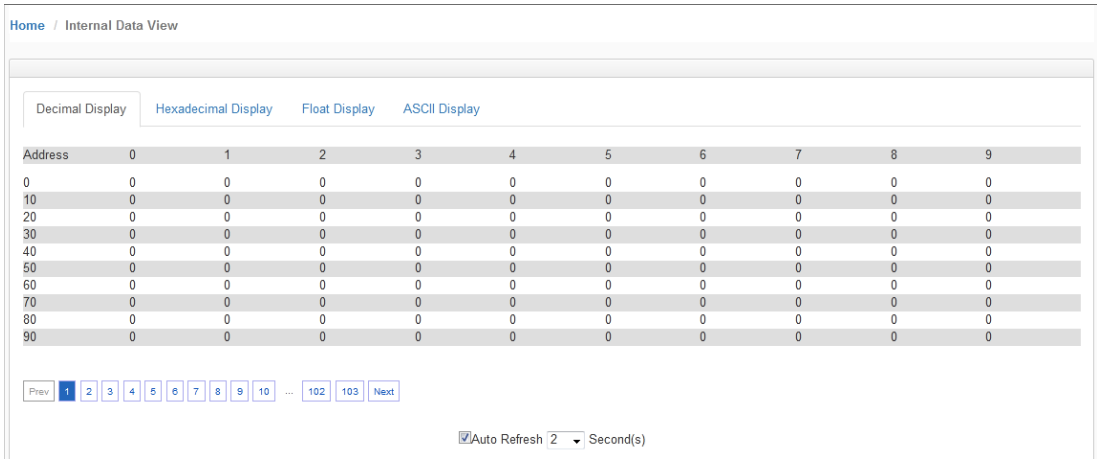 Home / Internal Data View
Decimal Display Hexadecimal Display Float Display ASCII Display
Address 0 1 2 3 4 5 6 7 8 9
0 0 0 0 0 0 0 0 0 0 0
10 0 0 0 0 0 0 0 0 0 0
20 0 0 0 0 0 0 0 0 0 0
30 0 0 0 0 0 0 0 0 0 0
40 0 0 0 0 0 0 0 0 0 0
50 0 0 0 0 0 0 0 0 0 0
60 0 0 0 0 0 0 0 0 0 0
70 0 0 0 0 0 0 0 0 0 0
80 0 0 0 0 0 0 0 0 0 0
90 0 0 0 0 0 0 0 0 0 0
Prev 1 2 3 4 5 6 7 8 9 10 ... 102 103 Next
Auto Refresh 2 Second(s)